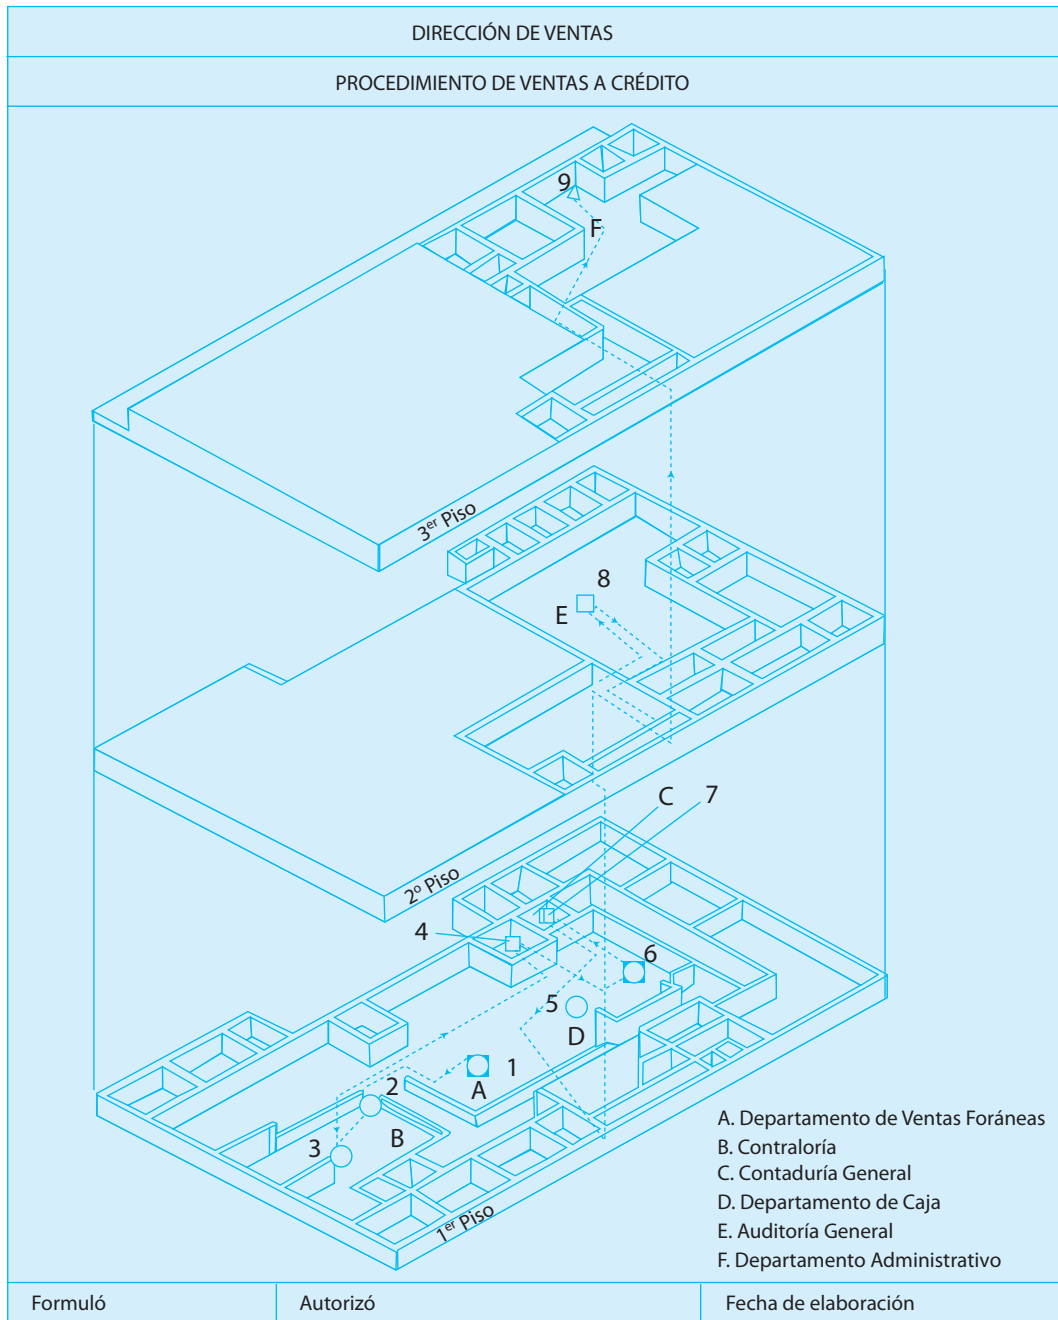 DIRECCIÓN DE VENTAS
PROCEDIMIENTO DE VENTAS A CRÉDITO
9
F
3er Piso
8
E
C 7
2º Piso
4
6
5
D
1
A
2
B
3
1er Piso
A. Departamento de Ventas Foráneas
B. Contraloría
C. Contaduría General
D. Departamento de Caja
E. Auditoría General
F. Departamento Administrativo
Formuló Autorizó Fecha de elaboración